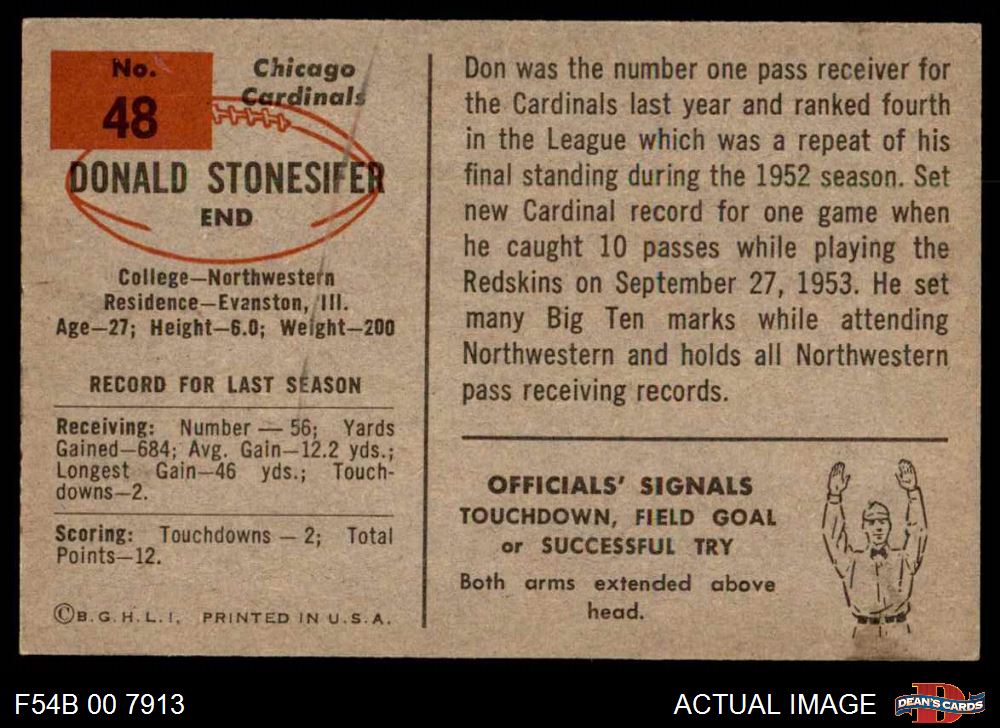 No.
48
Chicago
Cardinals
DONALD STONESIFER
END
College—Northwestern
Residence—Evanston, Ill.
Age—27; Height—6.0; Weight—200
RECORD FOR LAST SEASON
Receiving: Number — 56; Yards
Gained—684; Avg. Gain—12.2 yds.;
Longest Gain—46 yds.; Touch-
downs—2.
Scoring: Touchdowns — 2; Total
Points—12.
©B.G.H.L.I. PRINTED IN U.S.A.
Don was the number one pass receiver for
the Cardinals last year and ranked fourth
in the League which was a repeat of his
final standing during the 1952 season. Set
new Cardinal record for one game when
he caught 10 passes while playing the
Redskins on September 27, 1953. He set
many Big Ten marks while attending
Northwestern and holds all Northwestern
pass receiving records.
OFFICIALS' SIGNALS
TOUCHDOWN, FIELD GOAL
or SUCCESSFUL TRY
Both arms extended above
head.
F54B 00 7913
ACTUAL IMAGE
D
DEAN'S CARDS